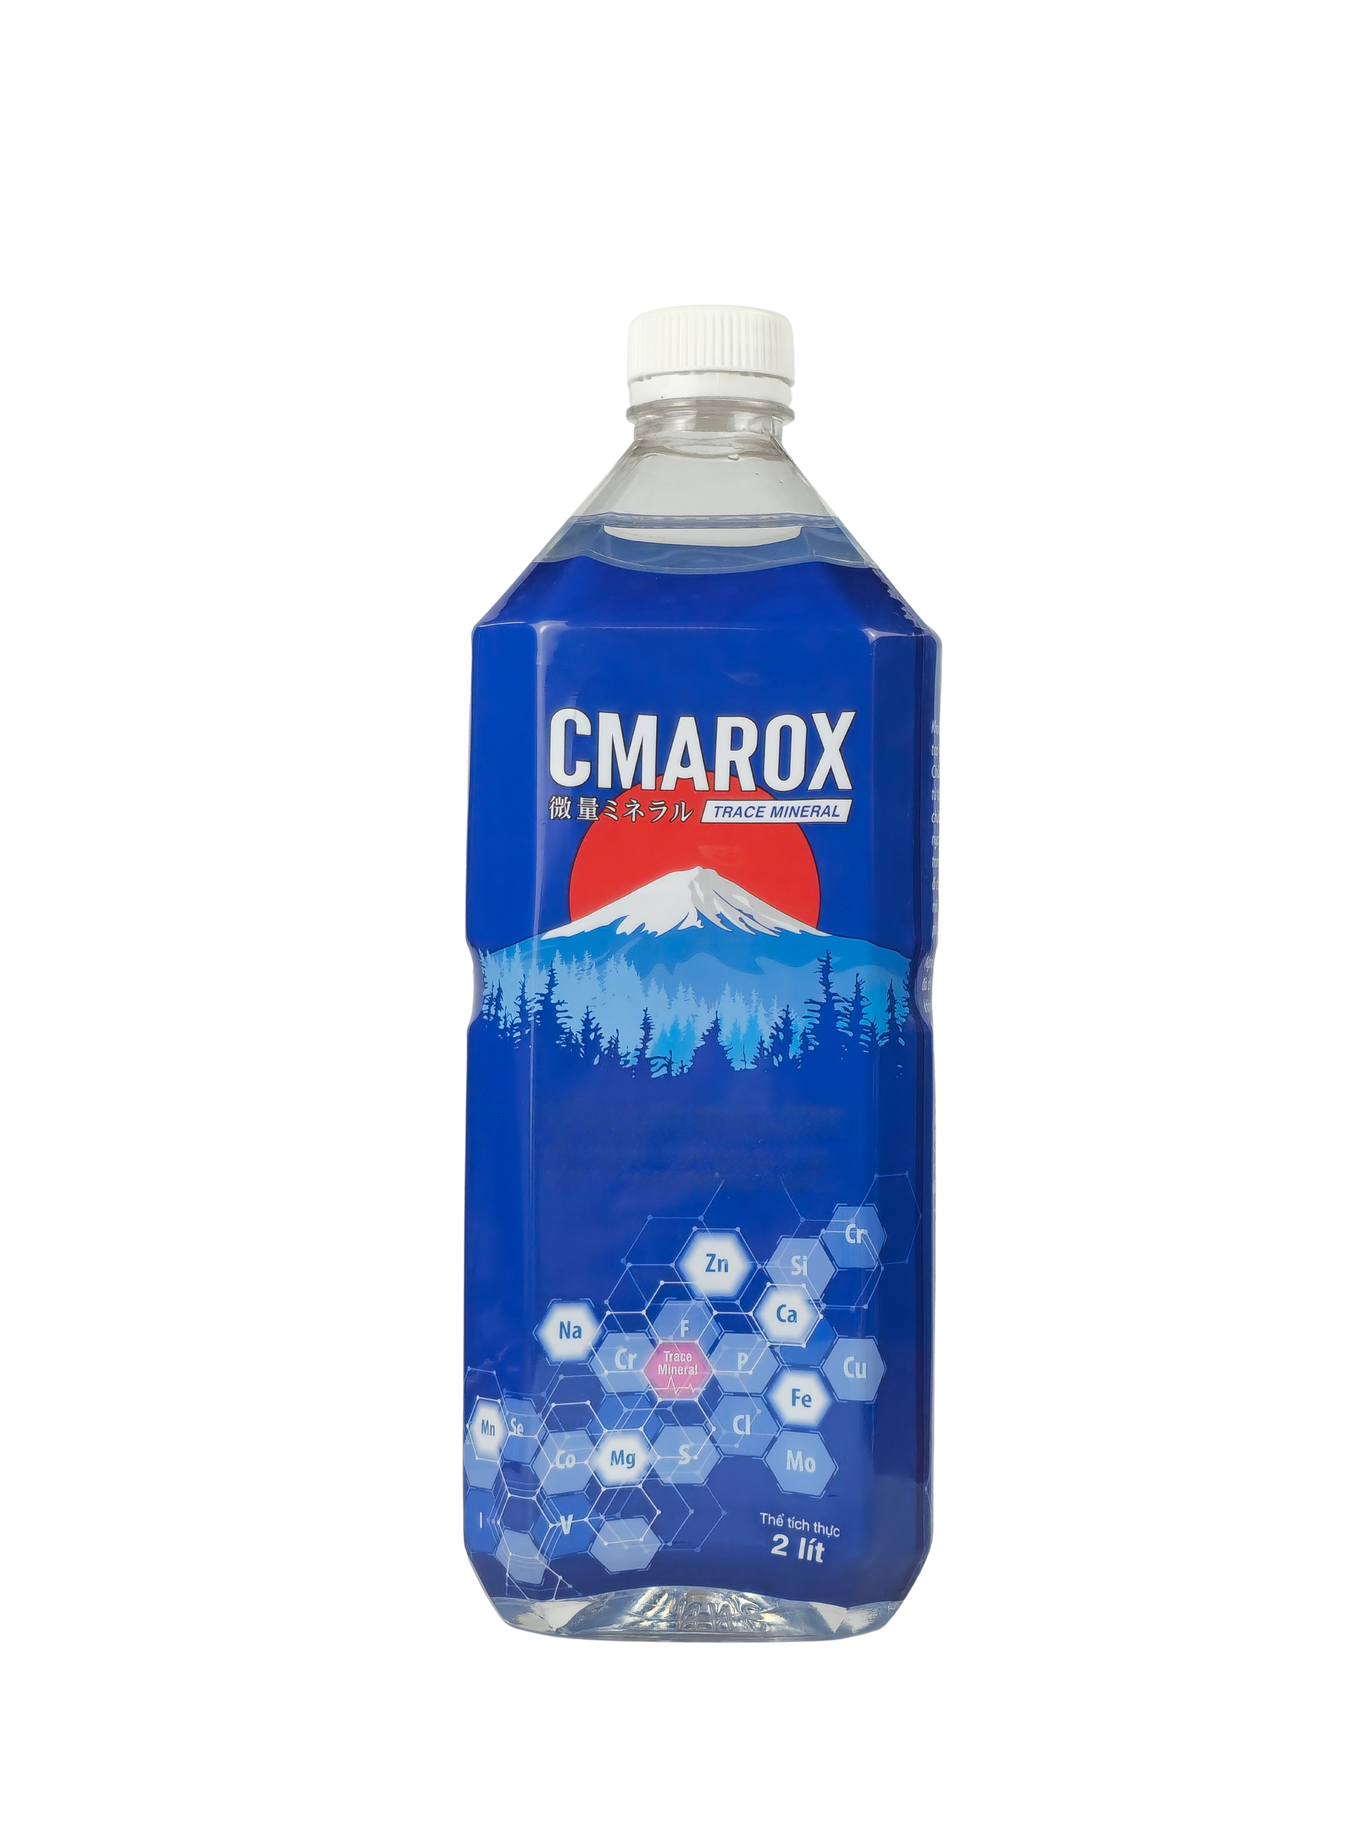 CMAROX
微量ミネラル TRACE MINERAL
Cr
Zn
Si
Ca
Na
F
Cr
Trace
Mineral
P
Cu
Fe
Mn
Se
Cl
Co
Mg
S
Mo
I
V
Thể tích thực
2 lít